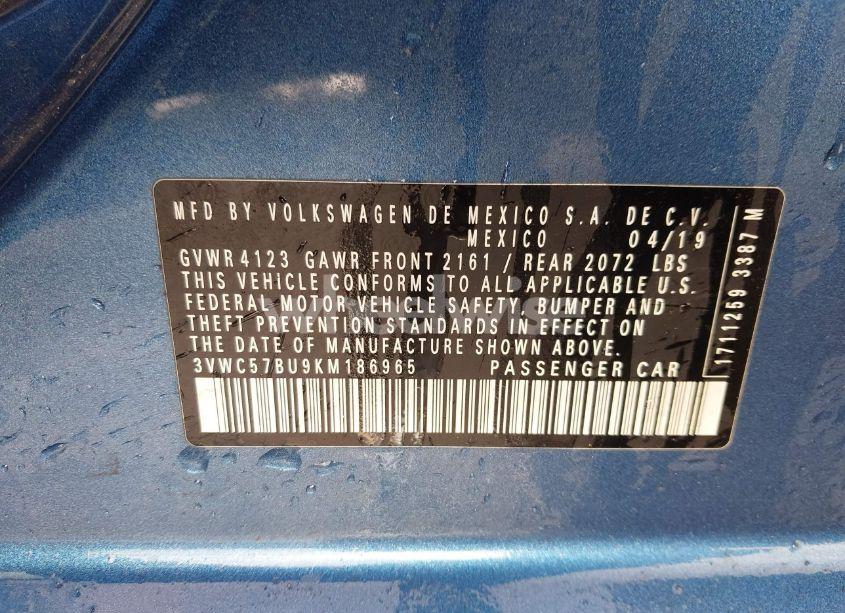 MFD BY VOLKSWAGEN DE MEXICO S.A. DE C.V.
MEXICO 04/19
GVWR 4123 GAWR FRONT 2161 / REAR 2072 LBS
THIS VEHICLE CONFORMS TO ALL APPLICABLE U.S.
FEDERAL MOTOR VEHICLE SAFETY, BUMPER AND
THEFT PREVENTION STANDARDS IN EFFECT ON
THE DATE OF MANUFACTURE SHOWN ABOVE.
3VWC57BU9KM186965 PASSENGER CAR
1711259 3387 M